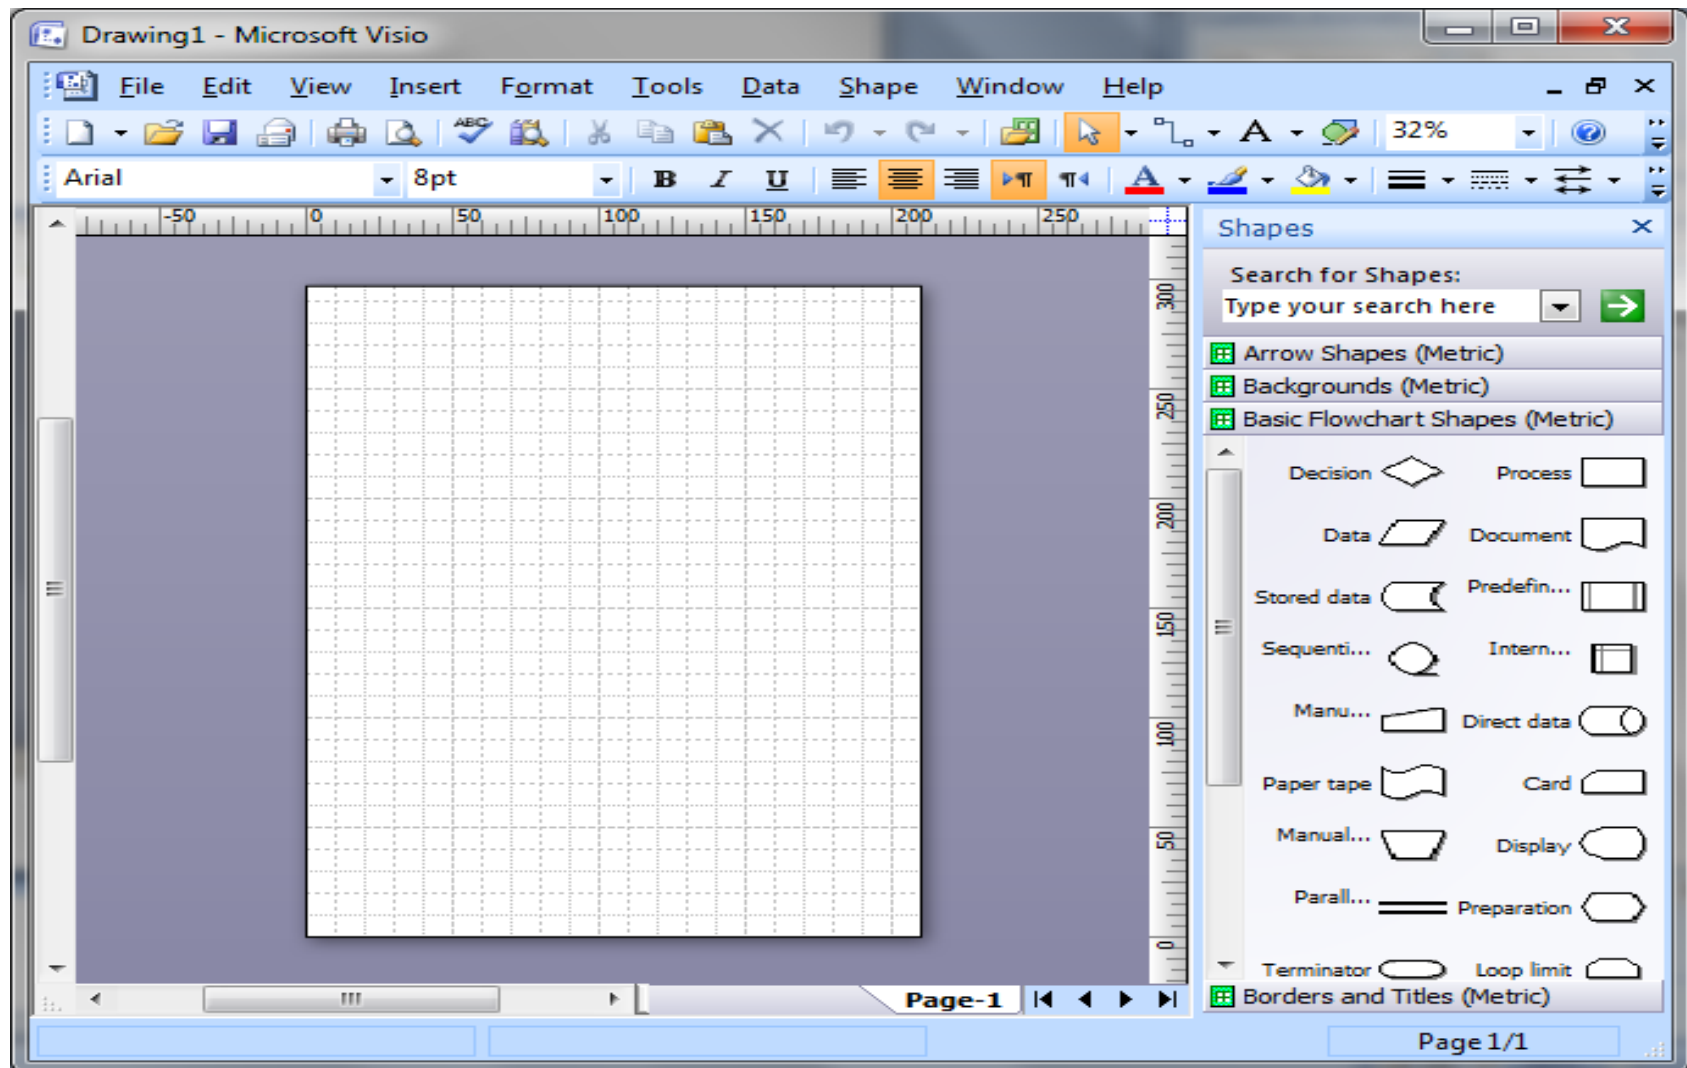 Drawing1 - Microsoft Visio
File Edit View Insert Format Tools Data Shape Window Help
ABC A 32%
Arial 8pt B I U A
-50 0 50 100 150 200 250
300
250
200
150
100
50
0
Shapes
Search for Shapes:
Type your search here
Arrow Shapes (Metric)
Backgrounds (Metric)
Basic Flowchart Shapes (Metric)
Decision Process
Data Document
Stored data Predefin...
Sequenti... Intern...
Manu... Direct data
Paper tape Card
Manual... Display
Parall... Preparation
Terminator Loop limit
Borders and Titles (Metric)
Page-1
Page 1/1